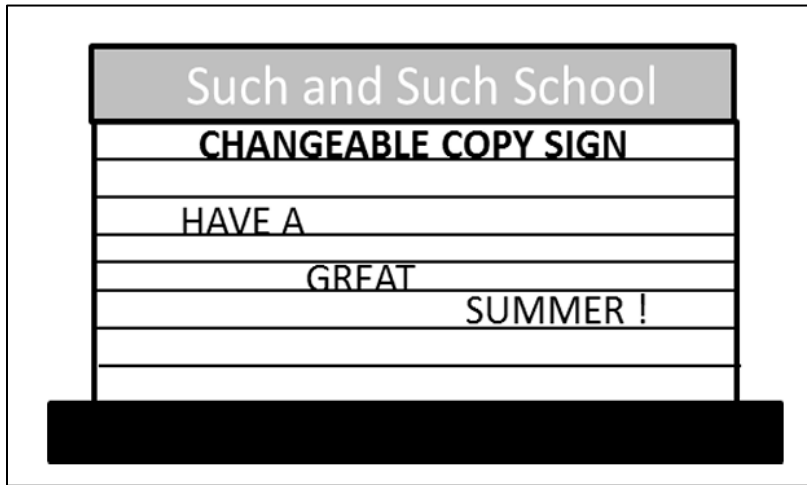 Such and Such School
CHANGEABLE COPY SIGN
HAVE A
GREAT
SUMMER !